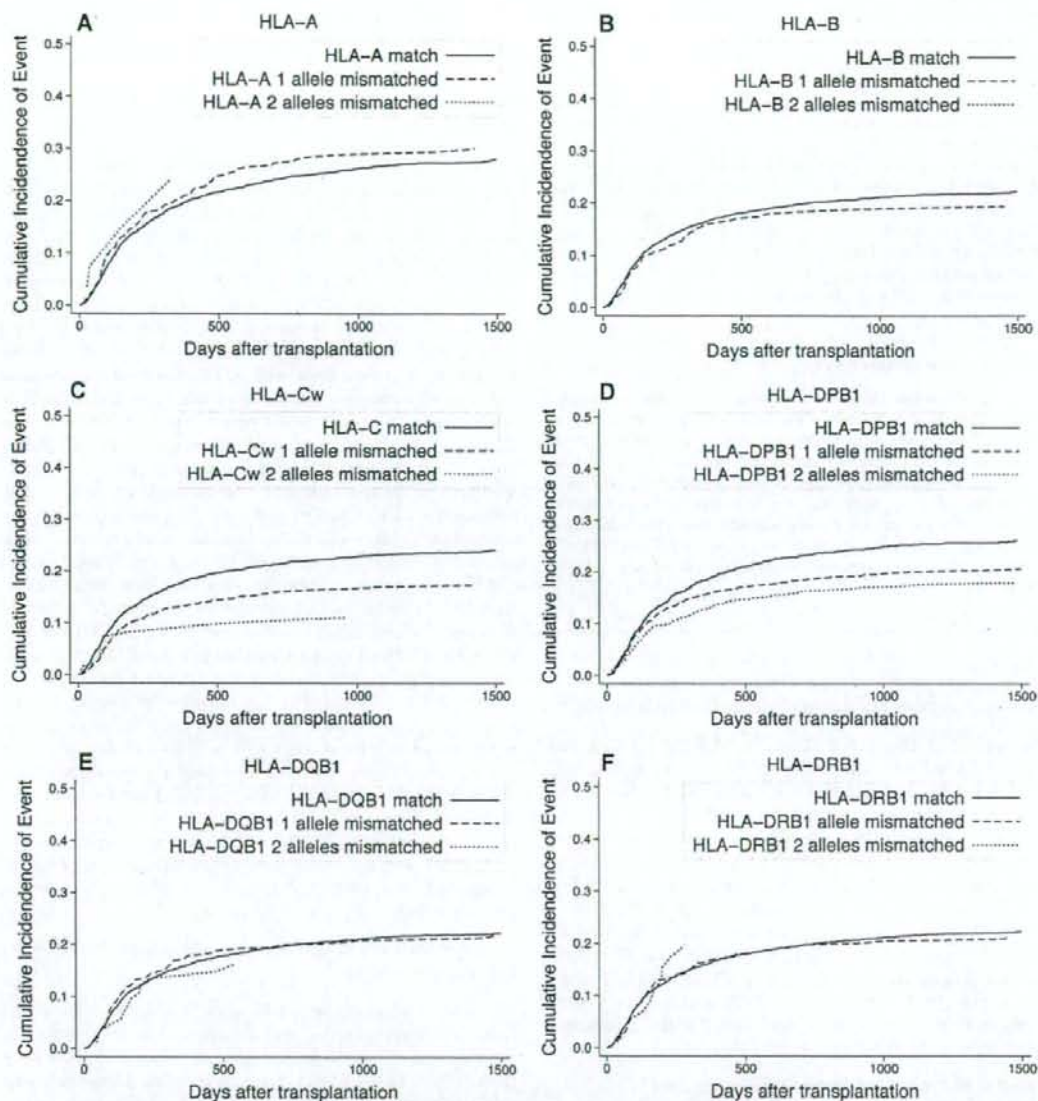 A
HLA-A
Cumulative Incidendence of Event
0.5
0.4
0.3
0.2
0.1
0.0
HLA-A match
HLA-A 1 allele mismatched
HLA-A 2 alleles mismatched
0 500 1000 1500
Days after transplantation
B
HLA-B
Cumulative Incidendence of Event
0.5
0.4
0.3
0.2
0.1
0.0
HLA-B match
HLA-B 1 allele mismatched
HLA-B 2 alleles mismatched
0 500 1000 1500
Days after transplantation
C
HLA-Cw
Cumulative Incidendence of Event
0.5
0.4
0.3
0.2
0.1
0.0
HLA-C match
HLA-Cw 1 allele mismached
HLA-Cw 2 alleles mismatched
0 500 1000 1500
Days after transplantation
D
HLA-DPB1
Cumulative Incidendence of Event
0.5
0.4
0.3
0.2
0.1
0.0
HLA-DPB1 match
HLA-DPB1 1 allele mismatched
HLA-DPB1 2 alleles mismatched
0 500 1000 1500
Days after transplantation
E
HLA-DQB1
Cumulative Incidendence of Event
0.5
0.4
0.3
0.2
0.1
0.0
HLA-DQB1 match
HLA-DQB1 1 allele mismatched
HLA-DQB1 2 alleles mismatched
0 500 1000 1500
Days after transplantation
F
HLA-DRB1
Cumulative Incidendence of Event
0.5
0.4
0.3
0.2
0.1
0.0
HLA-DRB1 match
HLA-DRB1 allele mismatched
HLA-DRB1 2 alleles mismatched
0 500 1000 1500
Days after transplantation